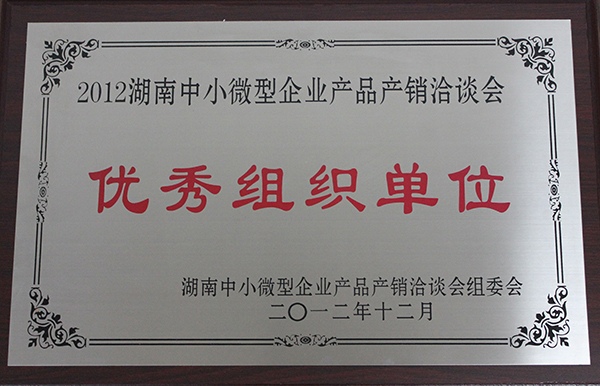 2012湖南中小微型企业产品产销洽谈会
优秀组织单位
湖南中小微型企业产品产销洽谈会组委会
二〇一二年十二月